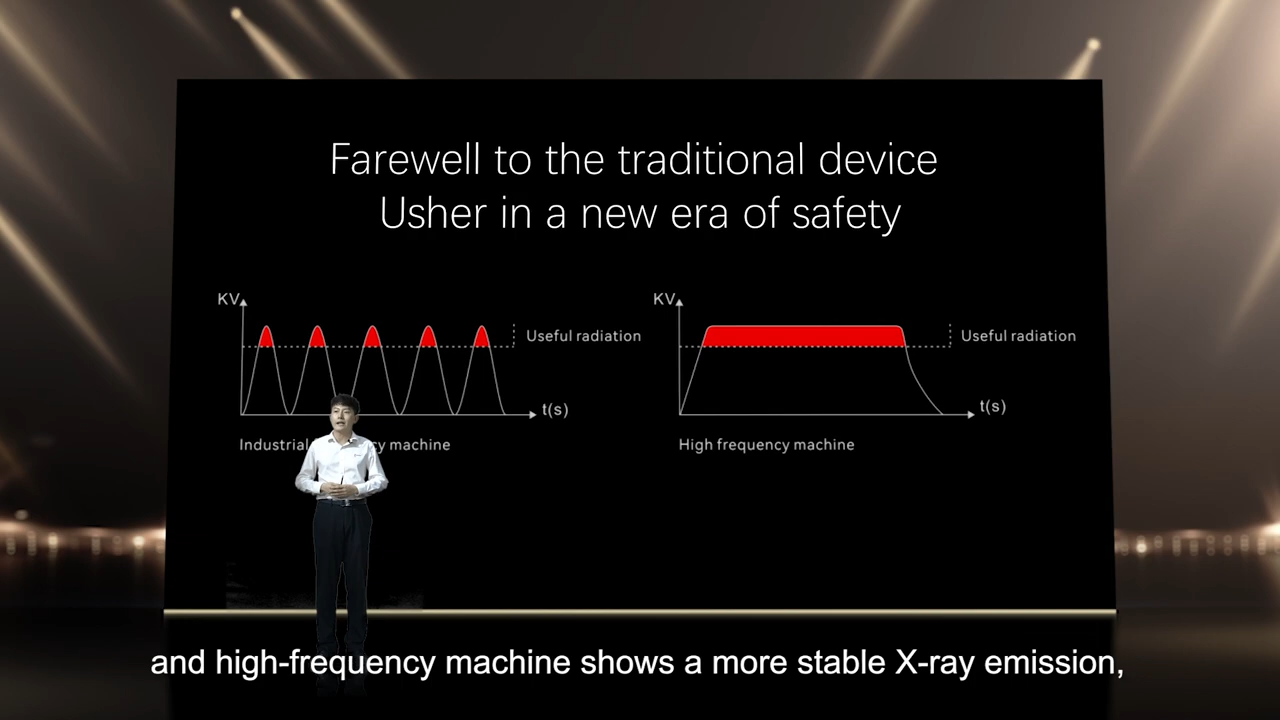 Farewell to the traditional device
Usher in a new era of safety
KV
Useful radiation
t(s)
Industrial cy machine
KV
Useful radiation
t(s)
High frequency machine
and high-frequency machine shows a more stable X-ray emission,